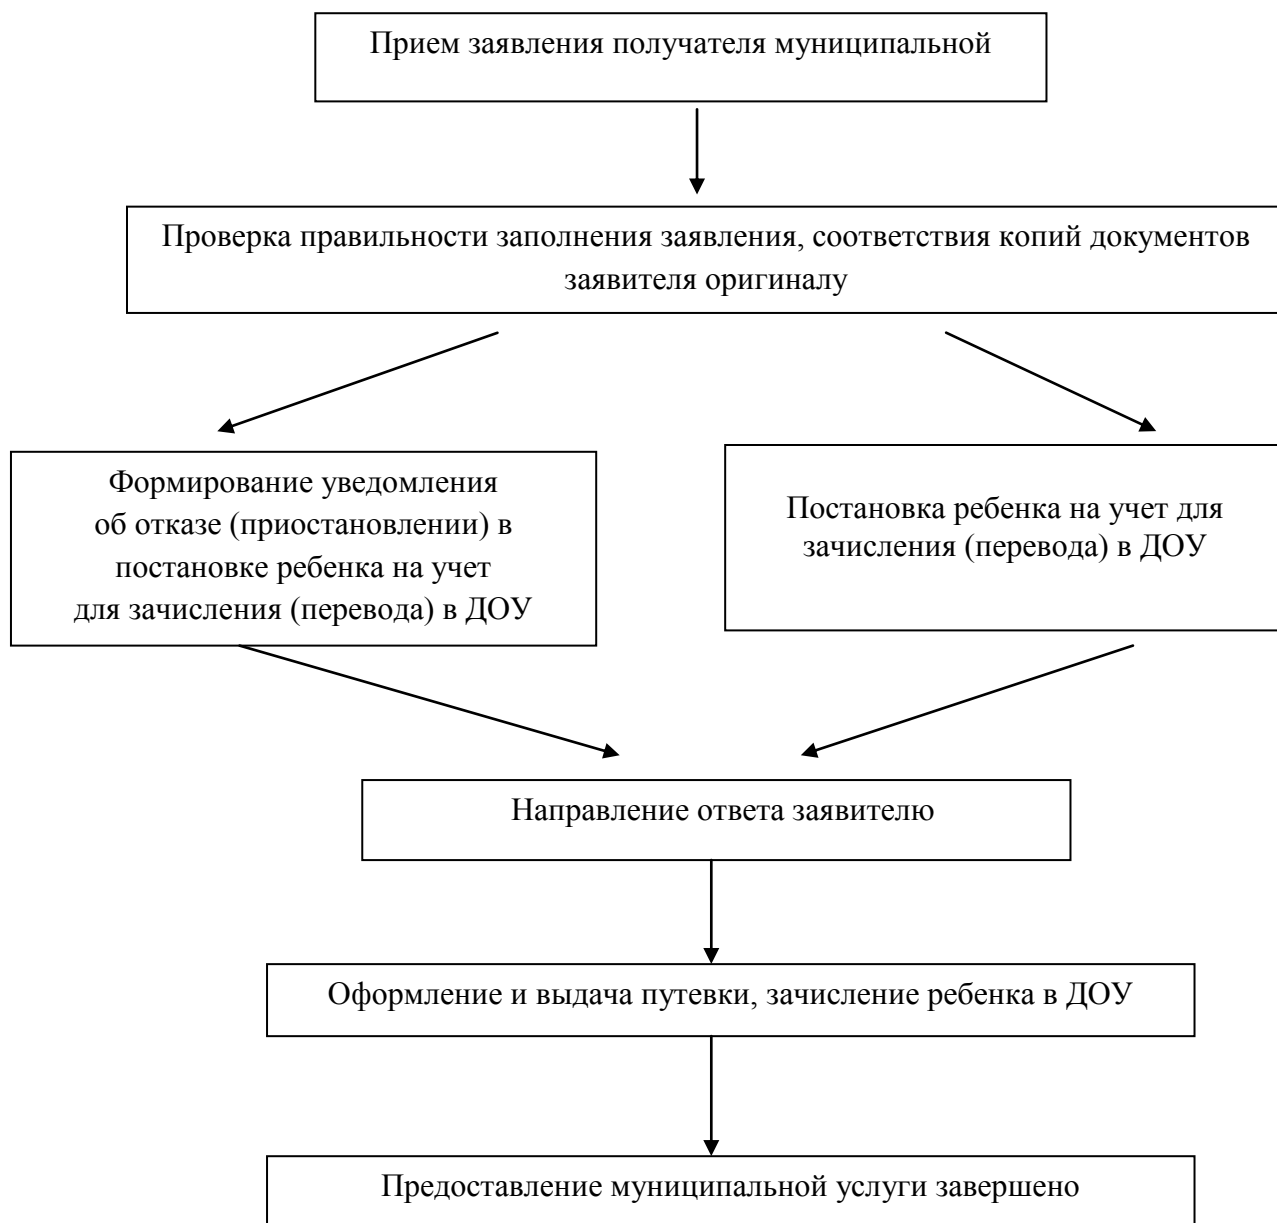 Прием заявления получателя муниципальной
Проверка правильности заполнения заявления, соответствия копий документов
заявителя оригиналу
Формирование уведомления
об отказе (приостановлении) в
постановке ребенка на учет
для зачисления (перевода) в ДОУ
Постановка ребенка на учет для
зачисления (перевода) в ДОУ
Направление ответа заявителю
Оформление и выдача путевки, зачисление ребенка в ДОУ
Предоставление муниципальной услуги завершено